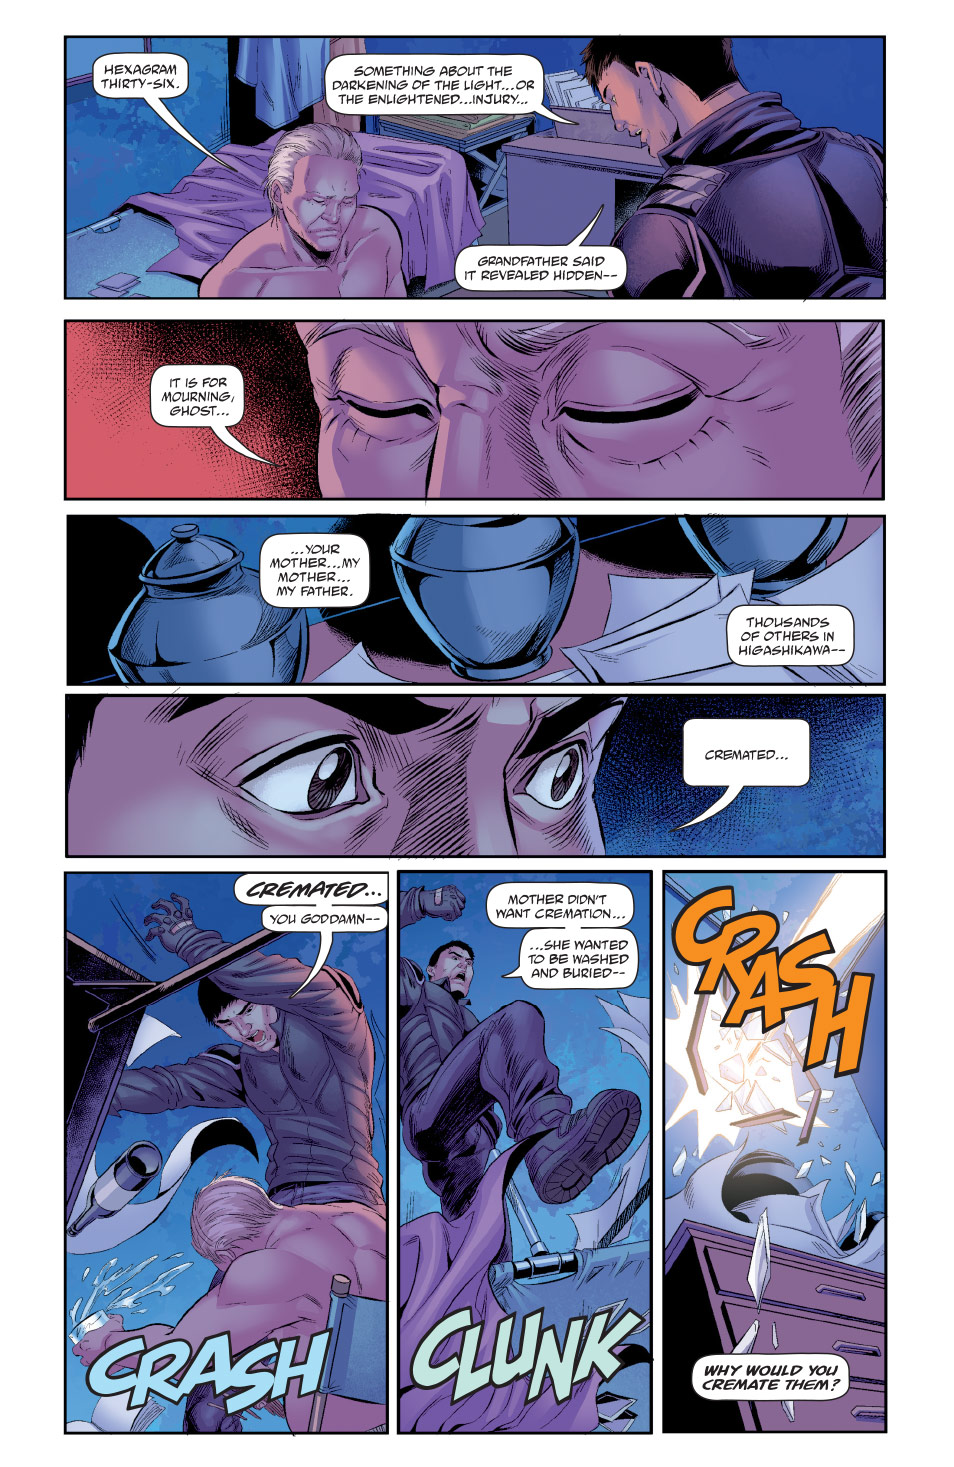 HEXAGRAM
THIRTY-SIX.
SOMETHING ABOUT THE
DARKENING OF THE LIGHT...OR
THE ENLIGHTENED...INJURY...
GRANDFATHER SAID
IT REVEALED HIDDEN--
IT IS FOR
MOURNING,
GHOST...
...YOUR
MOTHER...MY
MOTHER...
MY FATHER.
THOUSANDS
OF OTHERS IN
HIGASHIKAWA--
CREMATED...
CREMATED...
YOU GODDAMN--
CRASH
MOTHER DIDN'T
WANT CREMATION...
...SHE WANTED
TO BE WASHED
AND BURIED--
CLUNK
CRASH
WHY WOULD YOU
CREMATE THEM?